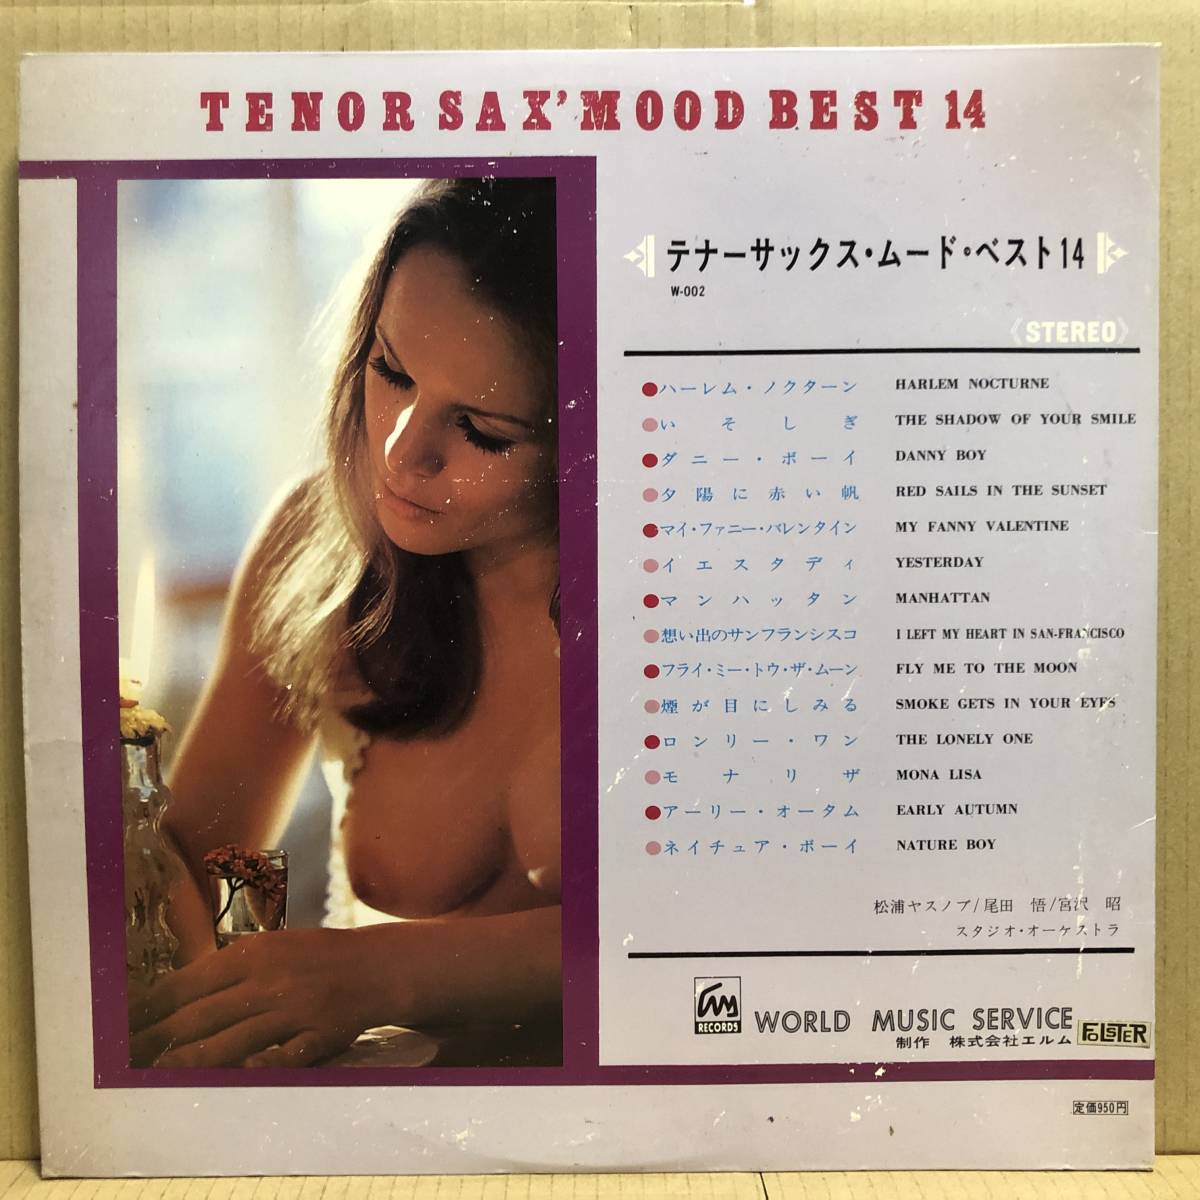 TENOR SAX' MOOD BEST 14
テナーサックス・ムード・ベスト14
W-002
《STEREO》
ハーレム・ノクターン HARLEM NOCTURNE
いそしぎ THE SHADOW OF YOUR SMILE
ダニー・ボーイ DANNY BOY
夕陽に赤い帆 RED SAILS IN THE SUNSET
マイ・ファニー・バレンタイン MY FANNY VALENTINE
イエスタディ YESTERDAY
マンハッタン MANHATTAN
想い出のサンフランシスコ I LEFT MY HEART IN SAN-FRANCISCO
フライ・ミー・トウ・ザ・ムーン FLY ME TO THE MOON
煙が目にしみる SMOKE GETS IN YOUR EYES
ロンリー・ワン THE LONELY ONE
モナリザ MONA LISA
アーリー・オータム EARLY AUTUMN
ネイチュア・ボーイ NATURE BOY
松浦ヤスノブ/尾田 悟/宮沢 昭
スタジオ・オーケストラ
RECORDS WORLD MUSIC SERVICE
制作 株式会社エルム FOLSTER
定価950円